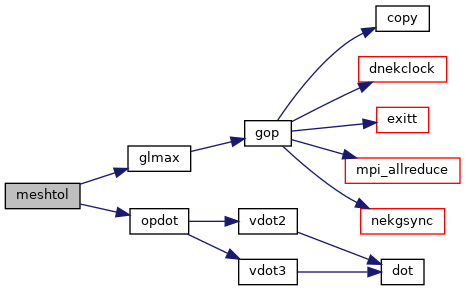 meshtol
glmax
opdot
gop
vdot2
vdot3
copy
dnekclock
exitt
mpi_allreduce
nekgsync
dot